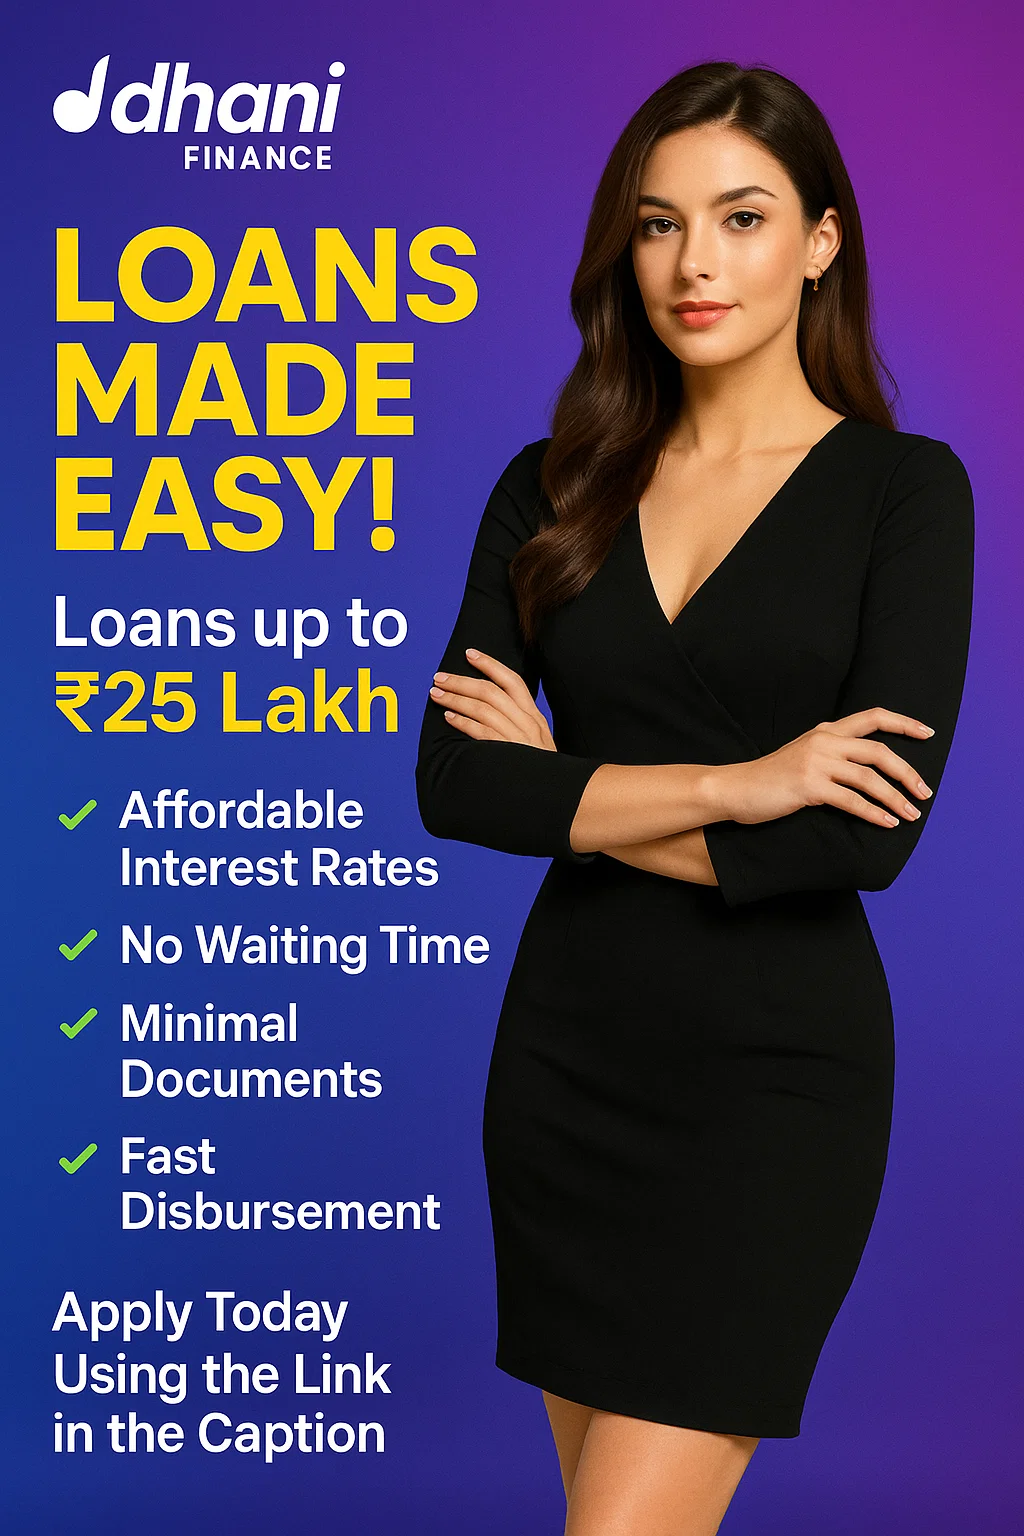 dhani
FINANCE
LOANS
MADE
EASY!
Loans up to
₹25 Lakh
Affordable
Interest Rates
No Waiting Time
Minimal
Documents
Fast
Disbursement
Apply Today
Using the Link
in the Caption